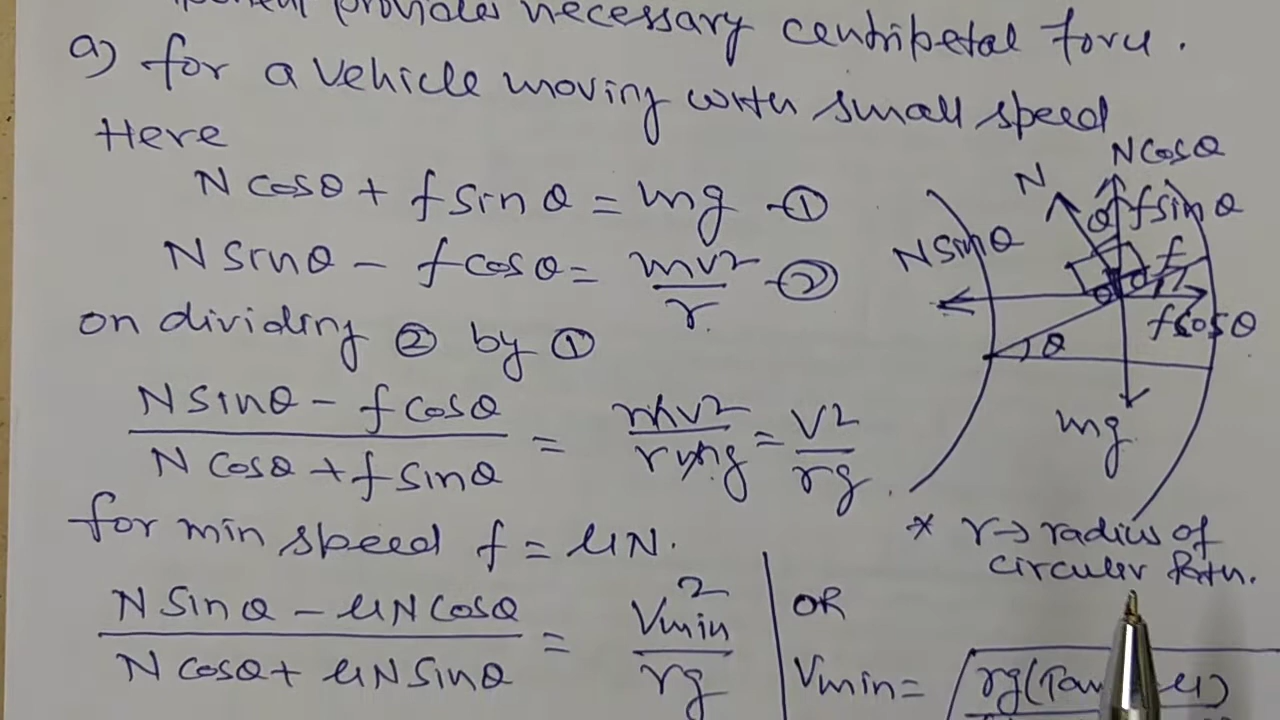 provides necessary centripetal force.
a) for a vehicle moving with small speed
Here
N cosθ + f sinθ = mg -①
N sinθ - f cosθ = mv2 -②
r
on dividing ② by ①
N sinθ - f cosθ = mv2 = v2
N cosθ + f sinθ rmg rg
for min speed f = μN.
N sinθ - μN cosθ = V2min
N cosθ + μN sinθ rg
OR
Vmin = rg(Tan μ)
N cosθ
N
θ f sinθ
N sinθ
f
θ
f cosθ
θ
mg
* r → radius of
circular Path.